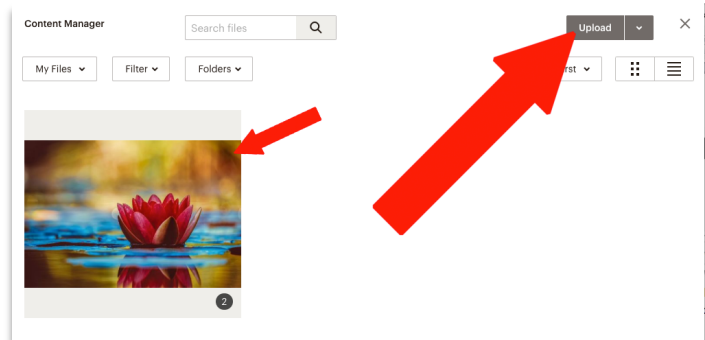 Content Manager
Search files
Upload
My Files
Filter
Folders
2